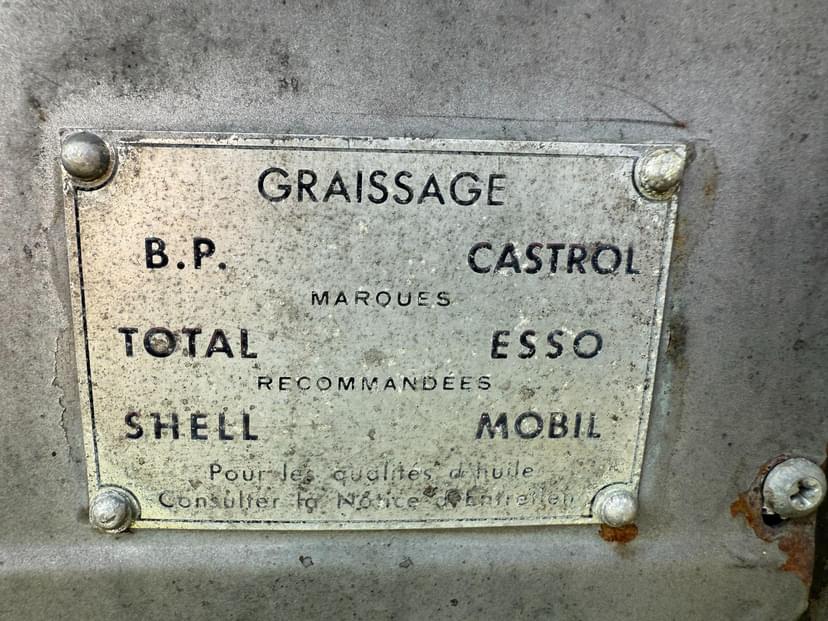 GRAISSAGE
B.P. CASTROL
MARQUES
TOTAL ESSO
RECOMMANDÉES
SHELL MOBIL
Pour les qualités d'huile
Consulter la Notice d'Entretien